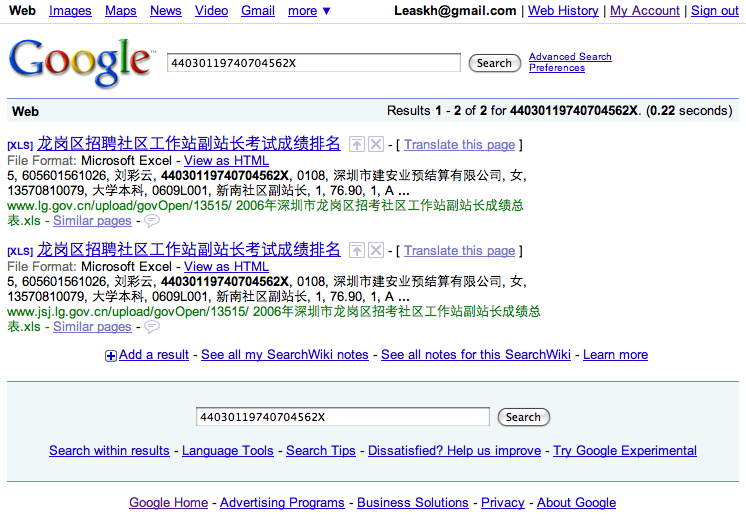 Web Images Maps News Video Gmail more ▼ Leaskh@gmail.com | Web History | My Account | Sign out
Google™ 44030119740704562X Search Advanced Search
Preferences
Web Results 1 - 2 of 2 for 44030119740704562X. (0.22 seconds)
[XLS] 龙岗区招聘社区工作站副站长考试成绩排名 - [ Translate this page ]
File Format: Microsoft Excel - View as HTML
5, 605601561026, 刘彩云, 44030119740704562X, 0108, 深圳市建安业预结算有限公司, 女,
13570810079, 大学本科, 0609L001, 新南社区副站长, 1, 76.90, 1, A ...
www.lg.gov.cn/upload/govOpen/13515/ 2006年深圳市龙岗区招考社区工作站副站长成绩总
表.xls - Similar pages -
[XLS] 龙岗区招聘社区工作站副站长考试成绩排名 - [ Translate this page ]
File Format: Microsoft Excel - View as HTML
5, 605601561026, 刘彩云, 44030119740704562X, 0108, 深圳市建安业预结算有限公司, 女,
13570810079, 大学本科, 0609L001, 新南社区副站长, 1, 76.90, 1, A ...
www.jsj.lg.gov.cn/upload/govOpen/13515/ 2006年深圳市龙岗区招考社区工作站副站长成绩总
表.xls - Similar pages -
Add a result - See all my SearchWiki notes - See all notes for this SearchWiki - Learn more
44030119740704562X Search
Search within results - Language Tools - Search Tips - Dissatisfied? Help us improve - Try Google Experimental
Google Home - Advertising Programs - Business Solutions - Privacy - About Google